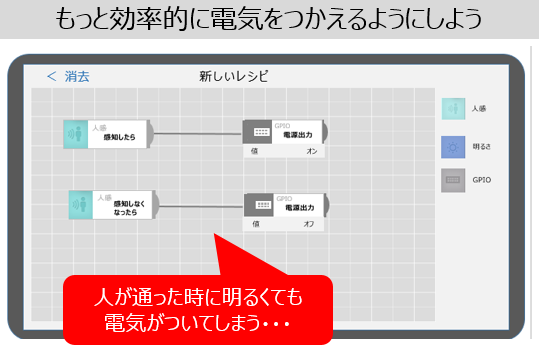 もっと効率的に電気をつかえるようにしよう
＜ 消去
新しいレシピ
人感
感知したら
GPIO
電源出力
値 オン
人感
感知しなく
なったら
GPIO
電源出力
値 オフ
人感
明るさ
GPIO
人が通った時に明るくても
電気がついてしまう・・・